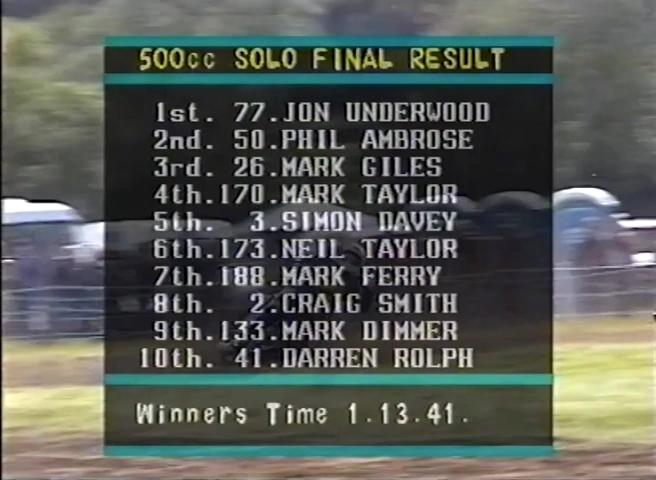 500cc SOLO FINAL RESULT
1st. 77.JON UNDERWOOD
2nd. 50.PHIL AMBROSE
3rd. 26.MARK GILES
4th.170.MARK TAYLOR
5th. 3.SIMON DAVEY
6th.173.NEIL TAYLOR
7th.188.MARK FERRY
8th. 2.CRAIG SMITH
9th.133.MARK DIMMER
10th. 41.DARREN ROLPH
Winners Time 1.13.41.